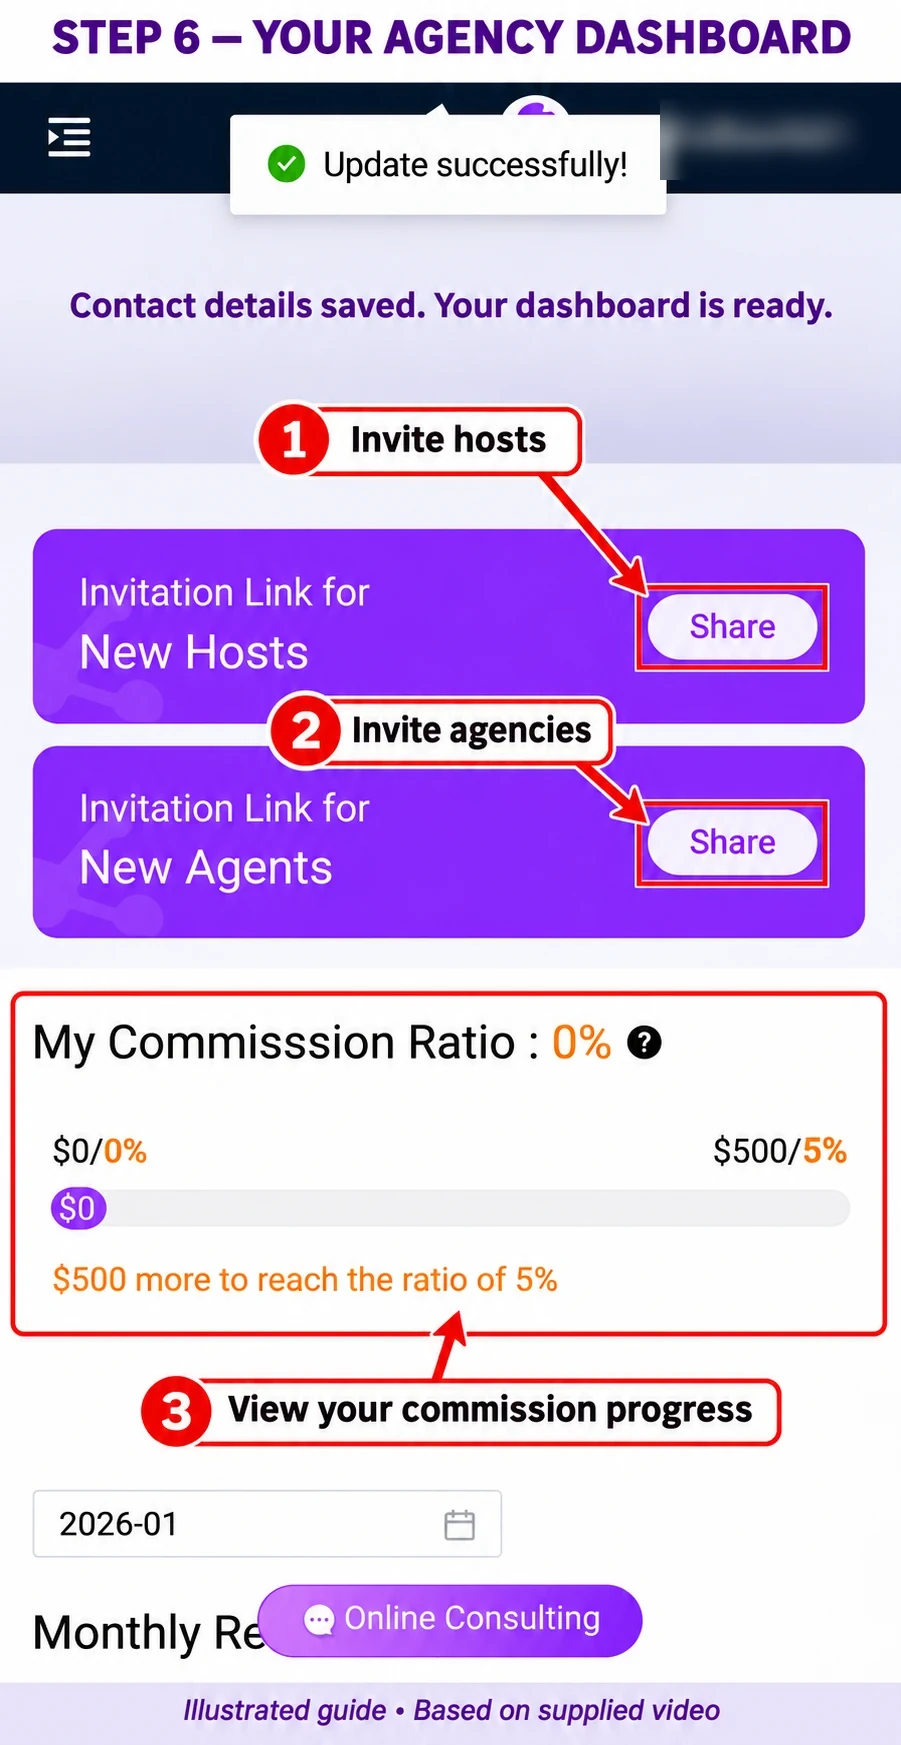 STEP 6 – YOUR AGENCY DASHBOARD
Update successfully!
Contact details saved. Your dashboard is ready.
1 Invite hosts
Invitation Link for
New Hosts
Share
2 Invite agencies
Invitation Link for
New Agents
Share
My Commisssion Ratio : 0% ?
$0/0%
$500/5%
$0
$500 more to reach the ratio of 5%
3 View your commission progress
2026-01
Monthly Re
Online Consulting
Illustrated guide • Based on supplied video